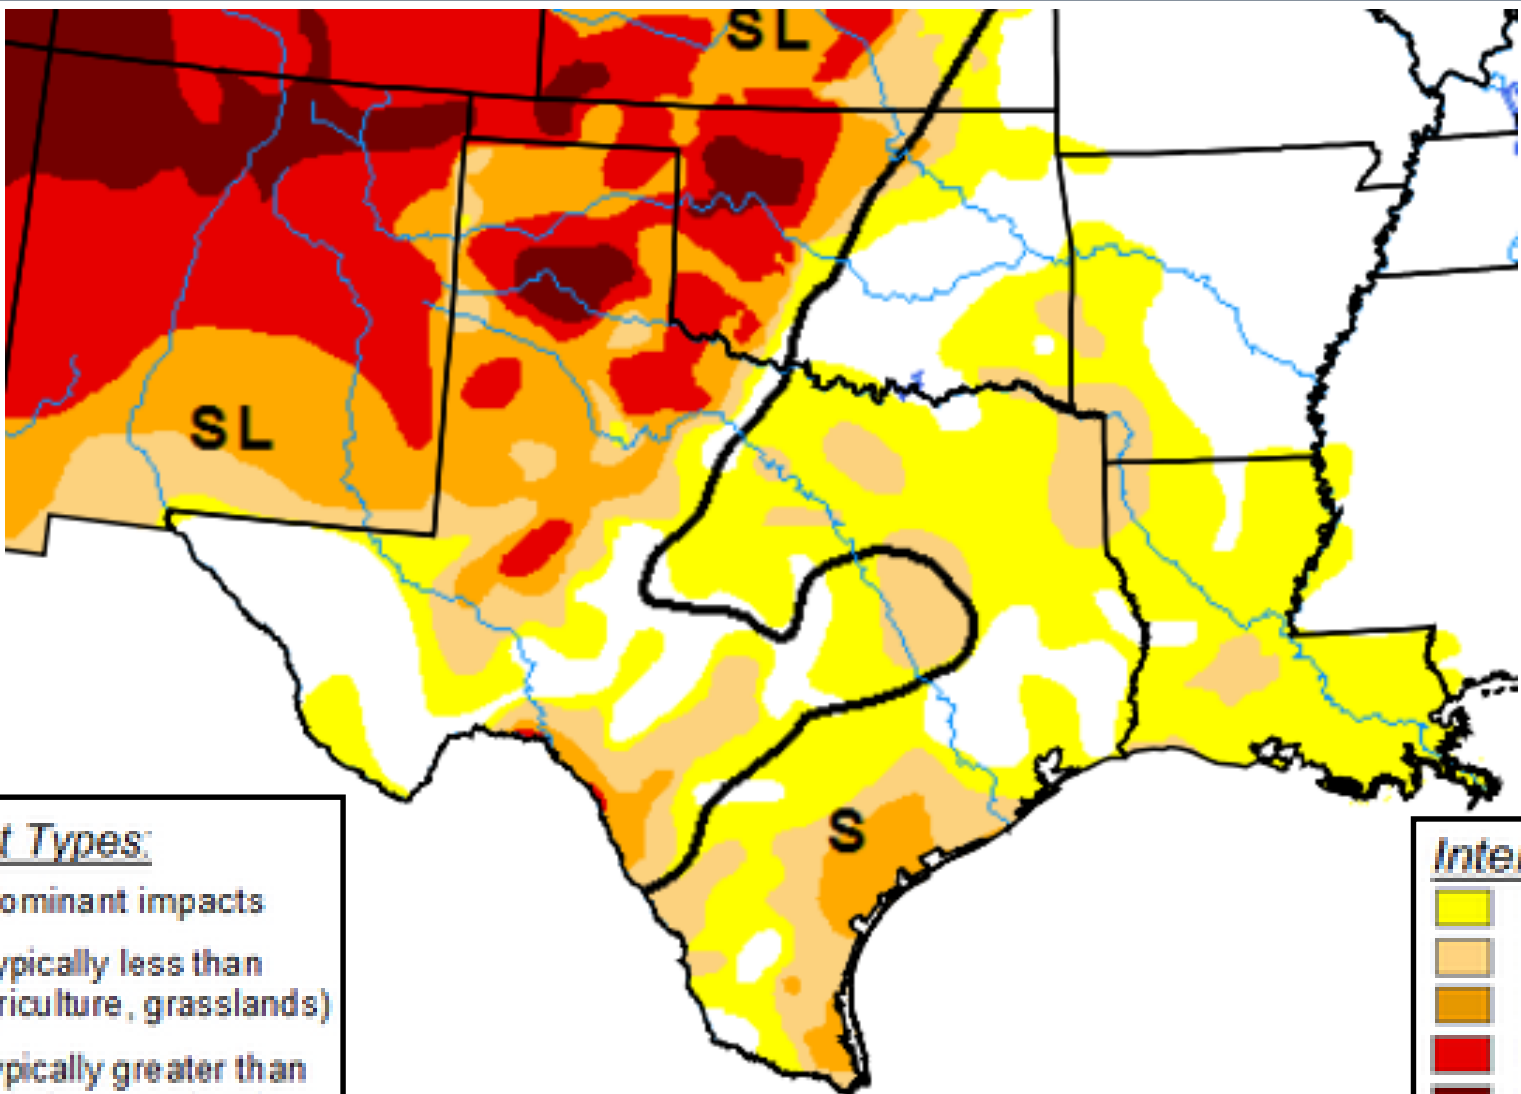 SL
SL
S
t Types:
ominant impacts
ypically less than
riculture, grasslands)
ypically greater than
Inte